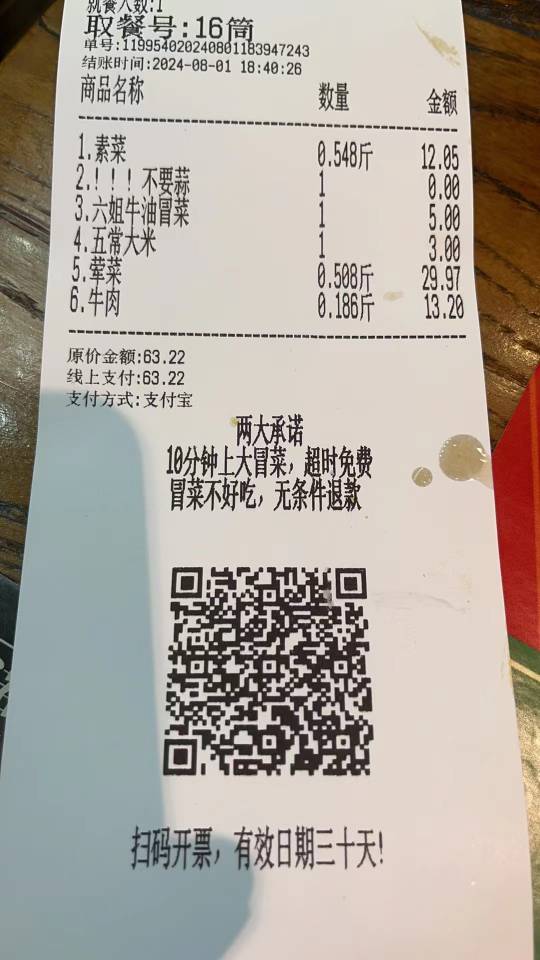 就餐人数:1
取餐号:16筒
单号:119954020240801183947243
结账时间:2024-08-01 18:40:26
商品名称 数量 金额
1.素菜 0.548斤 12.05
2.!!!不要蒜 1 0.00
3.六姐牛油冒菜 1 5.00
4.五常大米 1 3.00
5.荤菜 0.508斤 29.97
6.牛肉 0.186斤 13.20
原价金额:63.22
线上支付:63.22
支付方式:支付宝
两大承诺
10分钟上大冒菜，超时免费
冒菜不好吃，无条件退款
扫码开票，有效日期三十天!